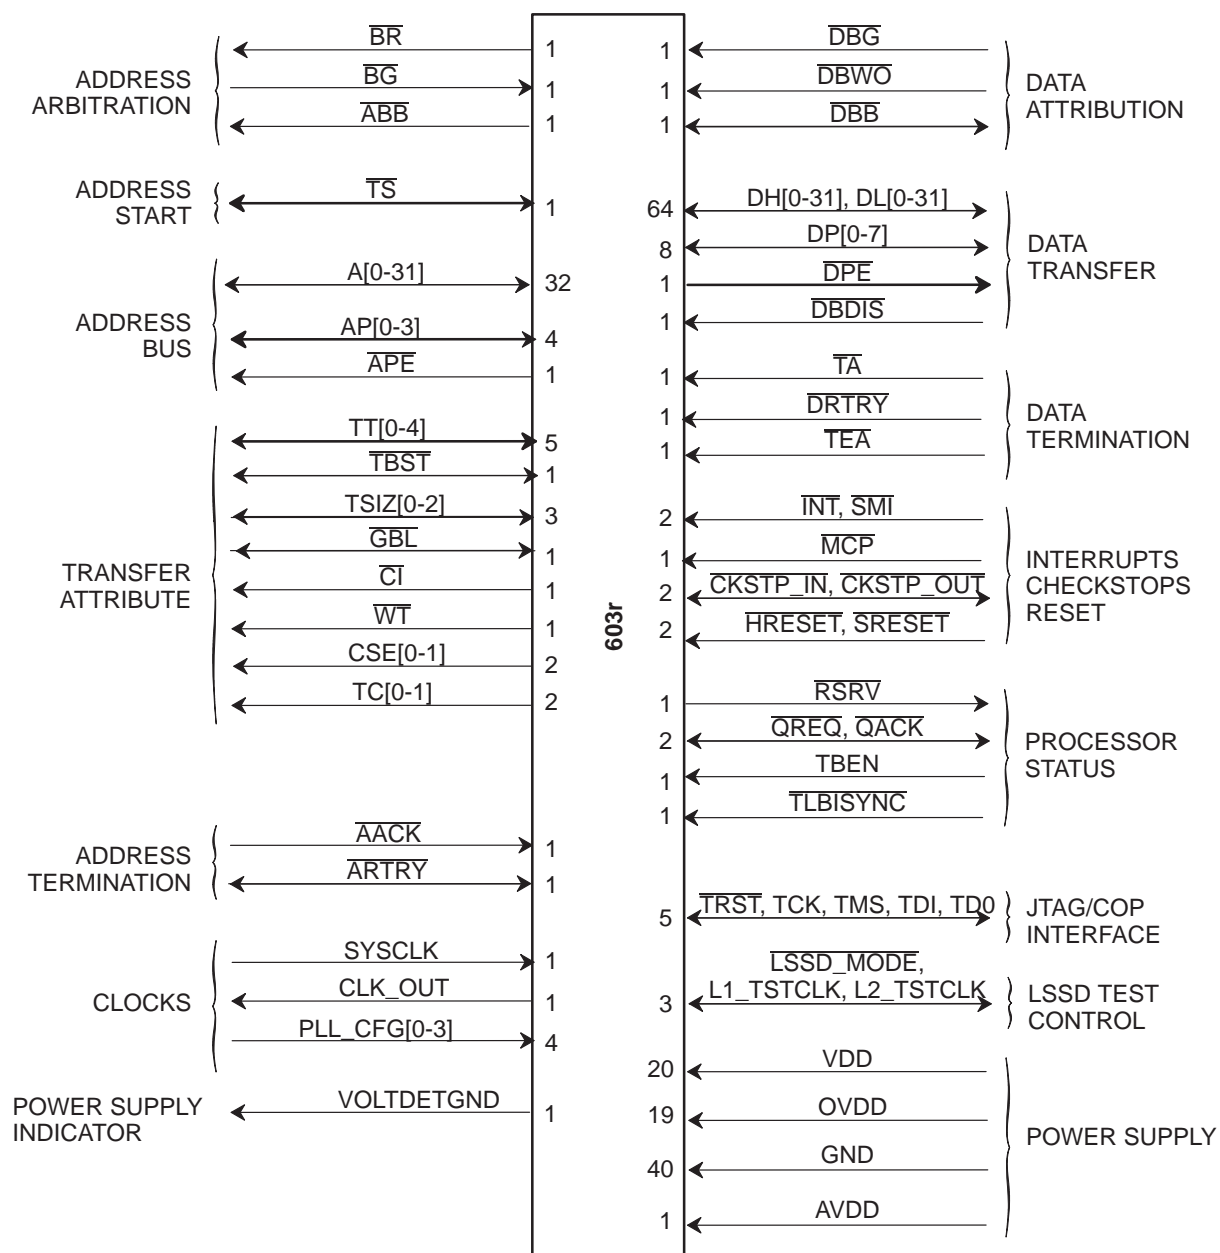 BR
1
BG
1
ABB
1
ADDRESS
ARBITRATION
TS
1
ADDRESS
START
A[0-31]
32
AP[0-3]
4
APE
1
ADDRESS
BUS
TT[0-4]
5
TBST
1
TSIZ[0-2]
3
GBL
1
CI
1
WT
1
CSE[0-1]
2
TC[0-1]
2
TRANSFER
ATTRIBUTE
AACK
1
ARTRY
1
ADDRESS
TERMINATION
SYSCLK
1
CLK_OUT
1
PLL_CFG[0-3]
4
CLOCKS
VOLTDETGND
1
POWER SUPPLY
INDICATOR
603r
1
DBG
1
DBWO
1
DBB
DATA
ATTRIBUTION
64
DH[0-31], DL[0-31]
8
DP[0-7]
1
DPE
1
DBDIS
DATA
TRANSFER
1
TA
1
DRTRY
1
TEA
DATA
TERMINATION
2
INT, SMI
1
MCP
2
CKSTP_IN, CKSTP_OUT
2
HRESET, SRESET
INTERRUPTS
CHECKSTOPS
RESET
1
RSRV
2
QREQ, QACK
1
TBEN
1
TLBISYNC
PROCESSOR
STATUS
5
TRST, TCK, TMS, TDI, TD0
JTAG/COP
INTERFACE
LSSD_MODE,
3
L1_TSTCLK, L2_TSTCLK
LSSD TEST
CONTROL
20
VDD
19
OVDD
40
GND
1
AVDD
POWER SUPPLY